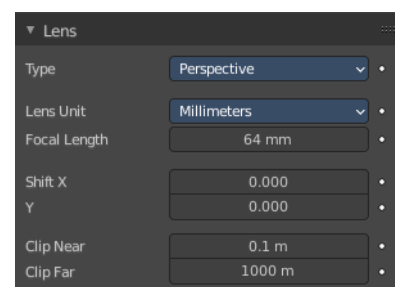 Lens
Type Perspective
Lens Unit Millimeters
Focal Length 64 mm
Shift X 0.000
Y 0.000
Clip Near 0.1 m
Clip Far 1000 m